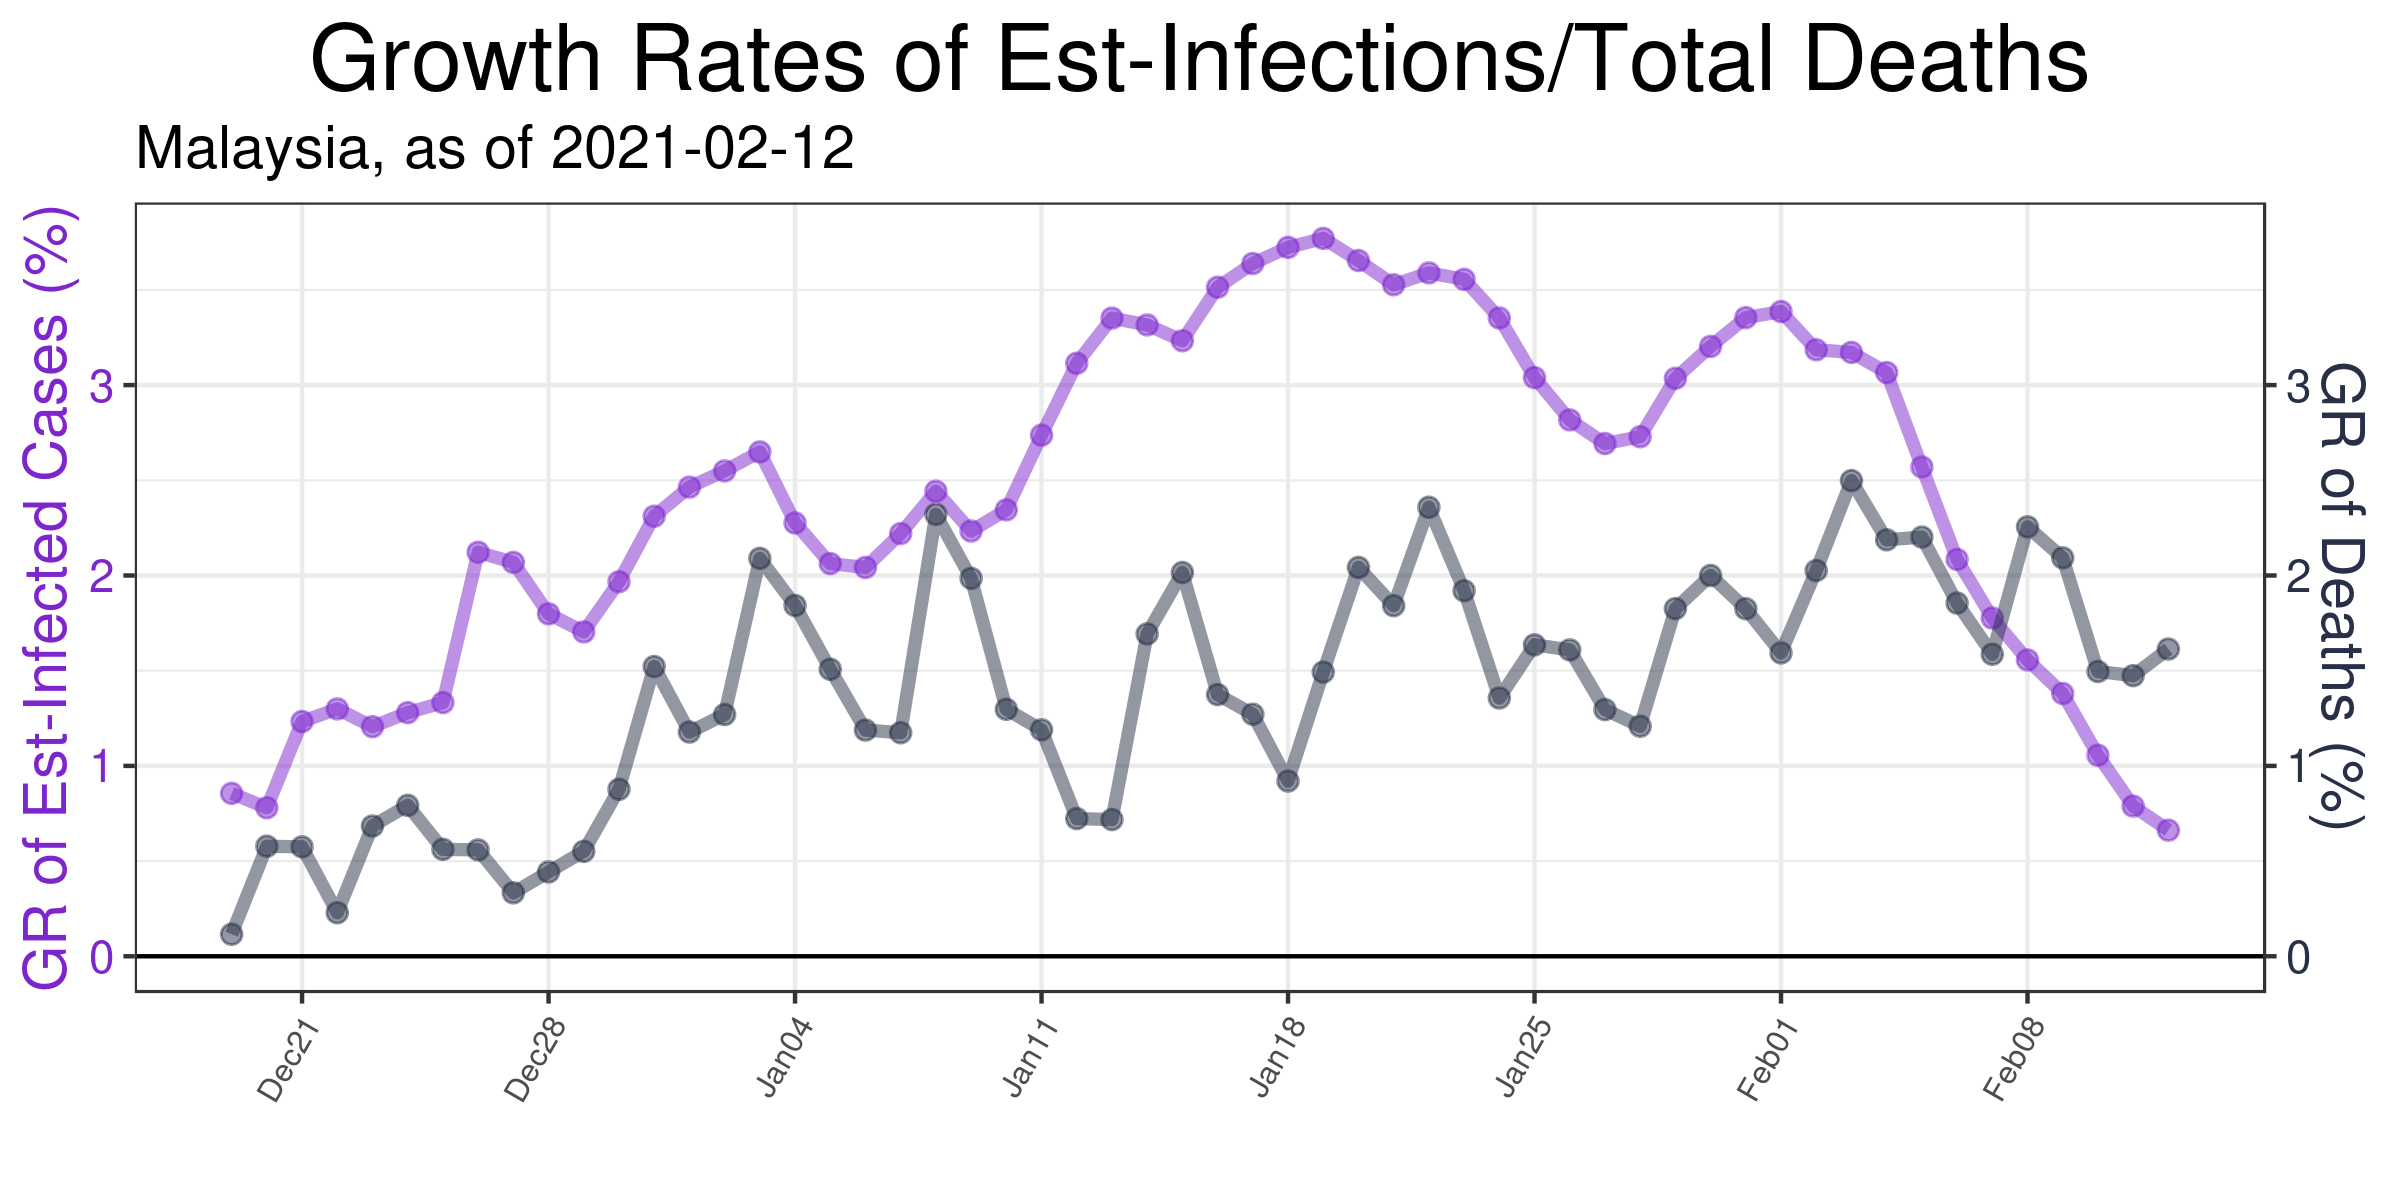 Growth Rates of Est-Infections/Total Deaths
Malaysia, as of 2021-02-12
GR of Est-Infected Cases (%)
3
2
1
0
3
2
1
0
GR of Deaths (%)
Dec21
Dec28
Jan04
Jan11
Jan18
Jan25
Feb01
Feb08